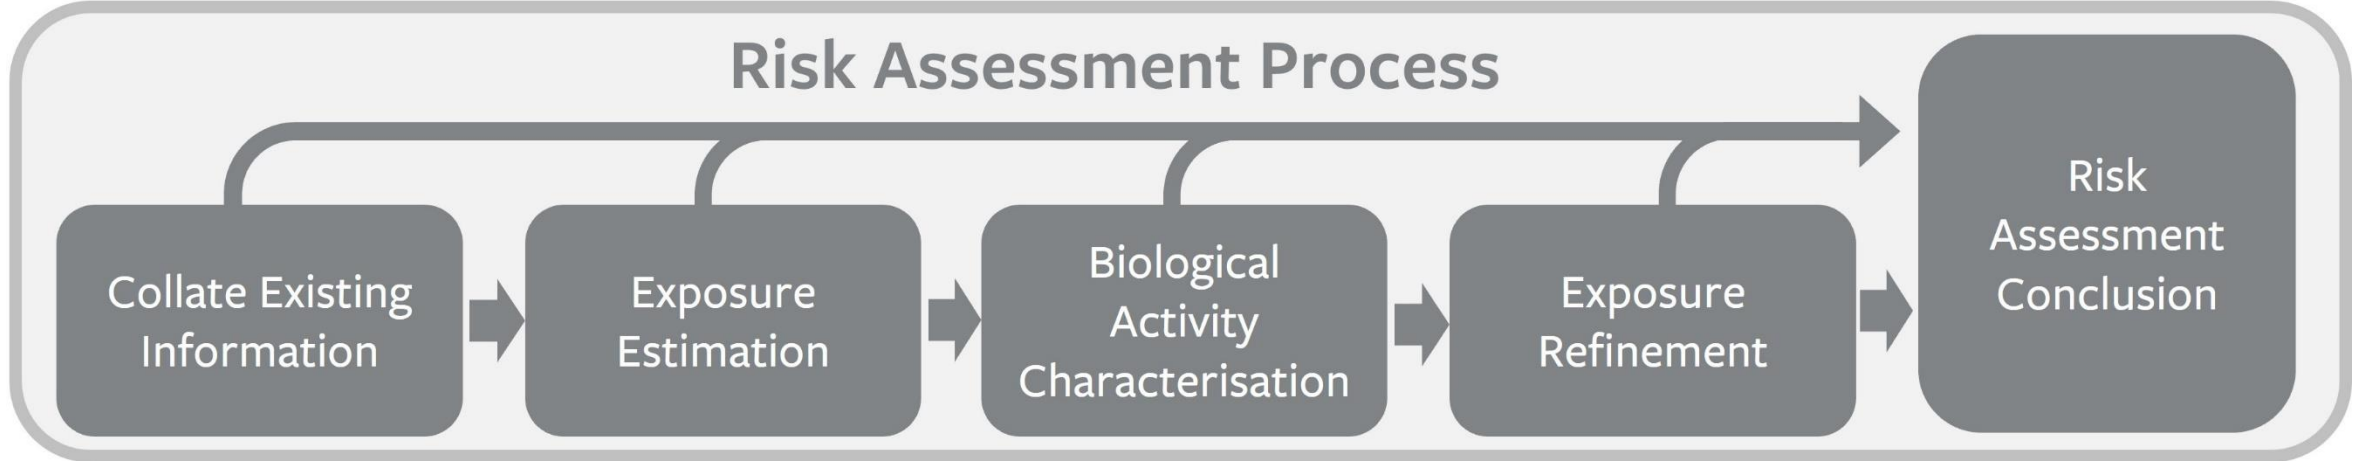 Risk Assessment Process
Collate Existing
Information
Exposure
Estimation
Biological
Activity
Characterisation
Exposure
Refinement
Risk
Assessment
Conclusion